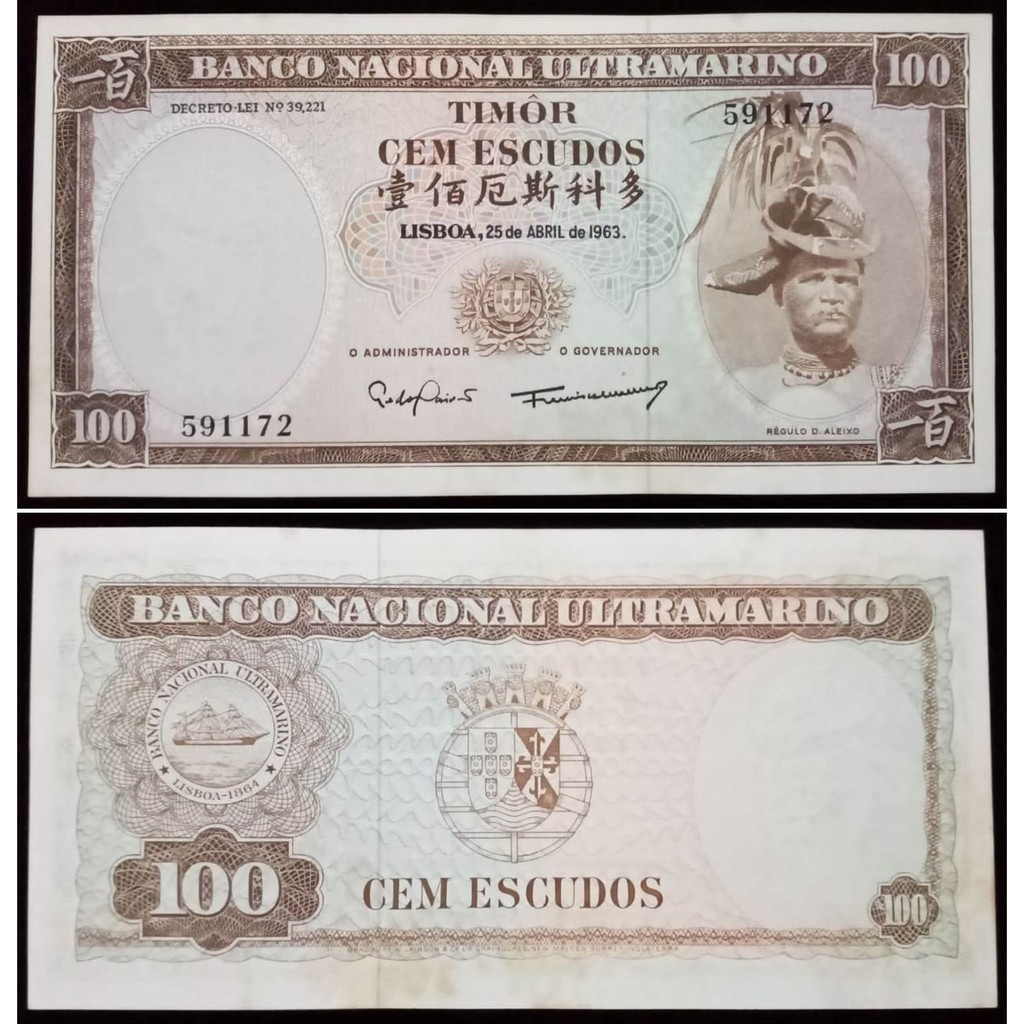 一百
BANCO NACIONAL ULTRAMARINO
100
DECRETO-LEI Nº 39,221
TIMÔR
591172
CEM ESCUDOS
壹佰厄斯科多
LISBOA, 25 de ABRIL de 1963.
O ADMINISTRADOR
O GOVERNADOR
100
591172
RÉGULO D. ALEIXO
一百
BANCO NACIONAL ULTRAMARINO
BANCO NACIONAL ULTRAMARINO
LISBOA-1864
100
CEM ESCUDOS
100